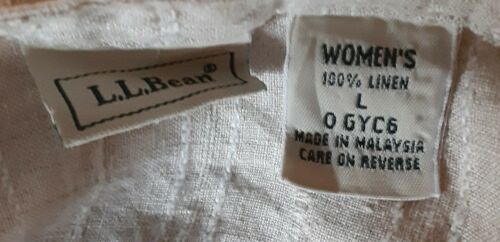 L.L.Bean®
WOMEN'S
100% LINEN
L
0 GYC6
MADE IN MALAYSIA
CARE ON REVERSE